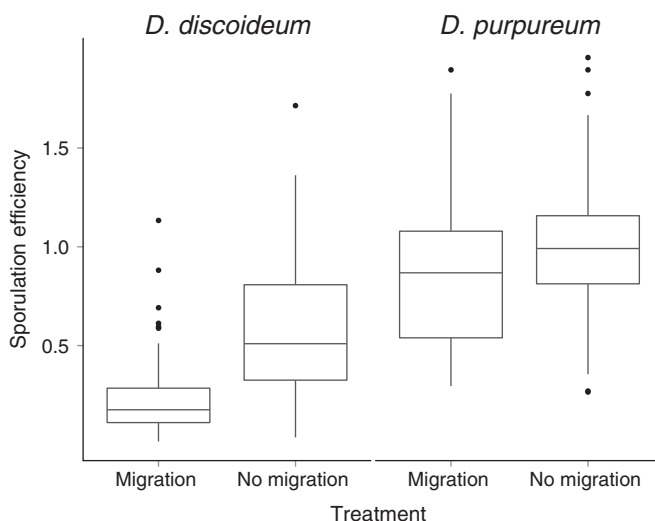 D. discoideum
D. purpureum
Sporulation efficiency
1.5
1.0
0.5
Migration
No migration
Migration
No migration
Treatment